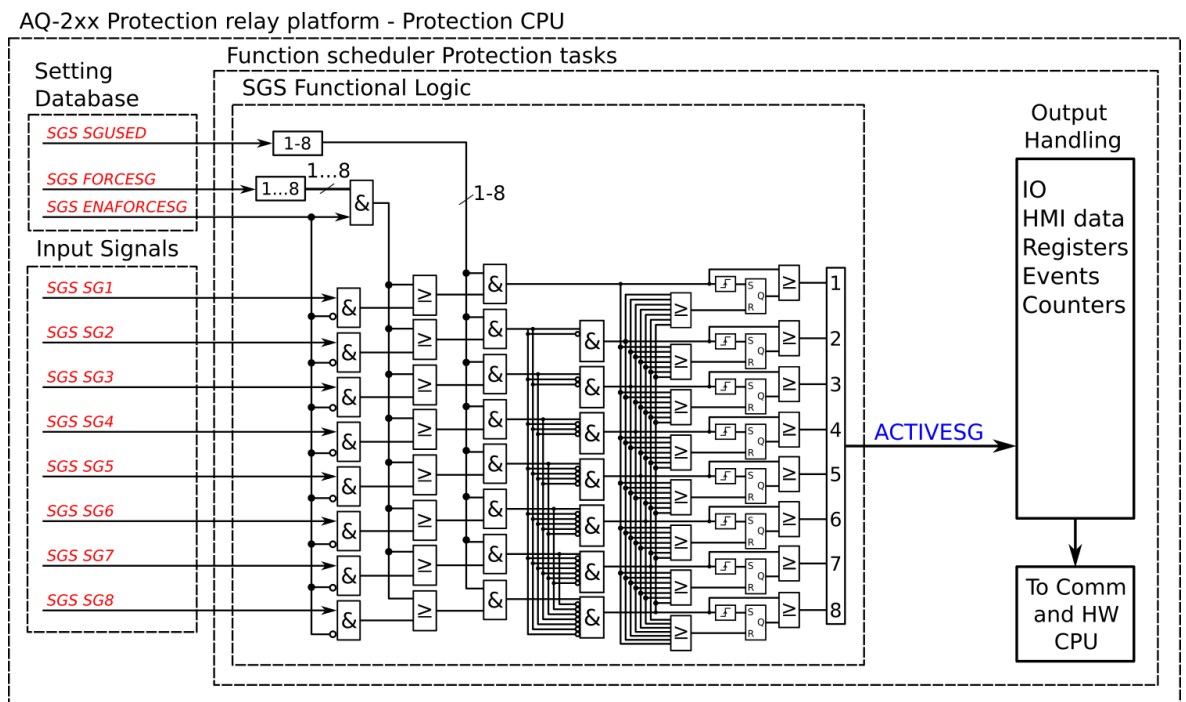 AQ-2xx Protection relay platform - Protection CPU
Function scheduler Protection tasks
SGS Functional Logic
Setting
Database
SGS SGUSED
1-8
SGS FORCESG
1...8
1...8
SGS ENAFORCESG
&
1-8
Input Signals
SGS SG1
SGS SG2
SGS SG3
SGS SG4
SGS SG5
SGS SG6
SGS SG7
SGS SG8
& & & & & & & &
≥ ≥ ≥ ≥ ≥ ≥ ≥ ≥
& & & & & & & &
& & & & & & &
≥ ≥ ≥ ≥ ≥ ≥ ≥ ≥
S Q R
S Q R
S Q R
S Q R
S Q R
S Q R
S Q R
S Q R
≥ ≥ ≥ ≥ ≥ ≥ ≥ ≥
1
2
3
4
5
6
7
8
ACTIVESG
Output
Handling
IO
HMI data
Registers
Events
Counters
To Comm
and HW
CPU